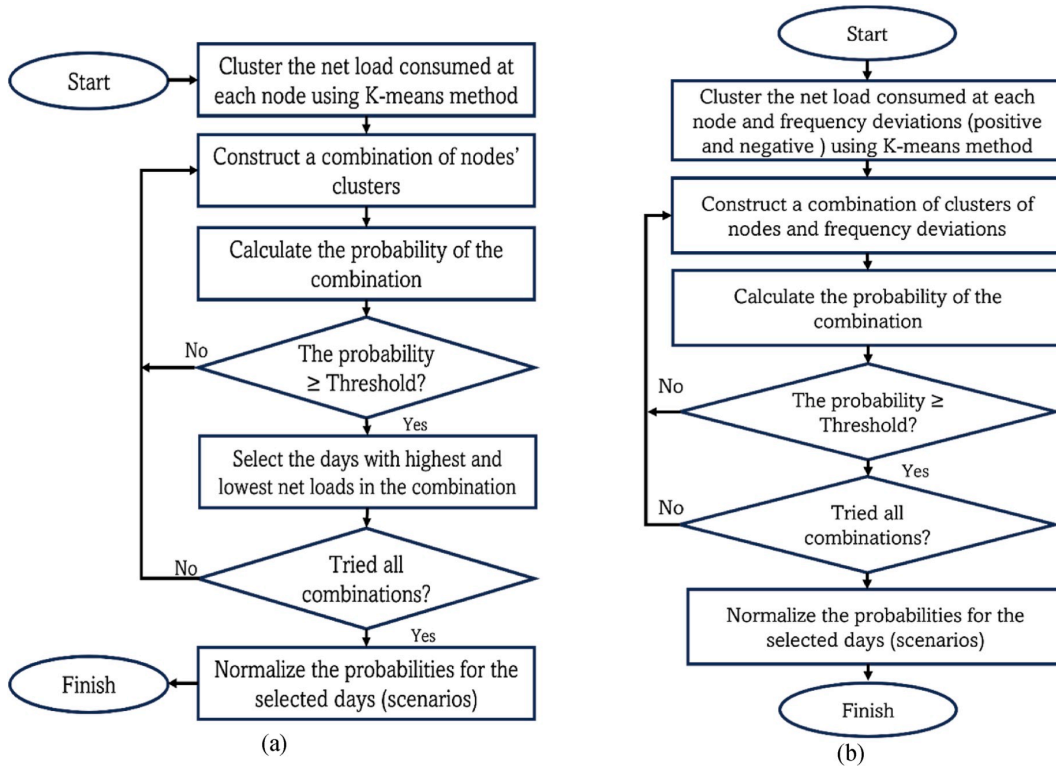 Start
Cluster the net load consumed at
each node using K-means method
Construct a combination of nodes’
clusters
Calculate the probability of the
combination
No
The probability
≥ Threshold?
Yes
Select the days with highest and
lowest net loads in the combination
No
Tried all
combinations?
Yes
Normalize the probabilities for the
selected days (scenarios)
Finish
(a)
Start
Cluster the net load consumed at each
node and frequency deviations (positive
and negative ) using K-means method
Construct a combination of clusters of
nodes and frequency deviations
Calculate the probability of the
combination
No
The probability ≥
Threshold?
Yes
No
Tried all
combinations?
Normalize the probabilities for the
selected days (scenarios)
Finish
(b)